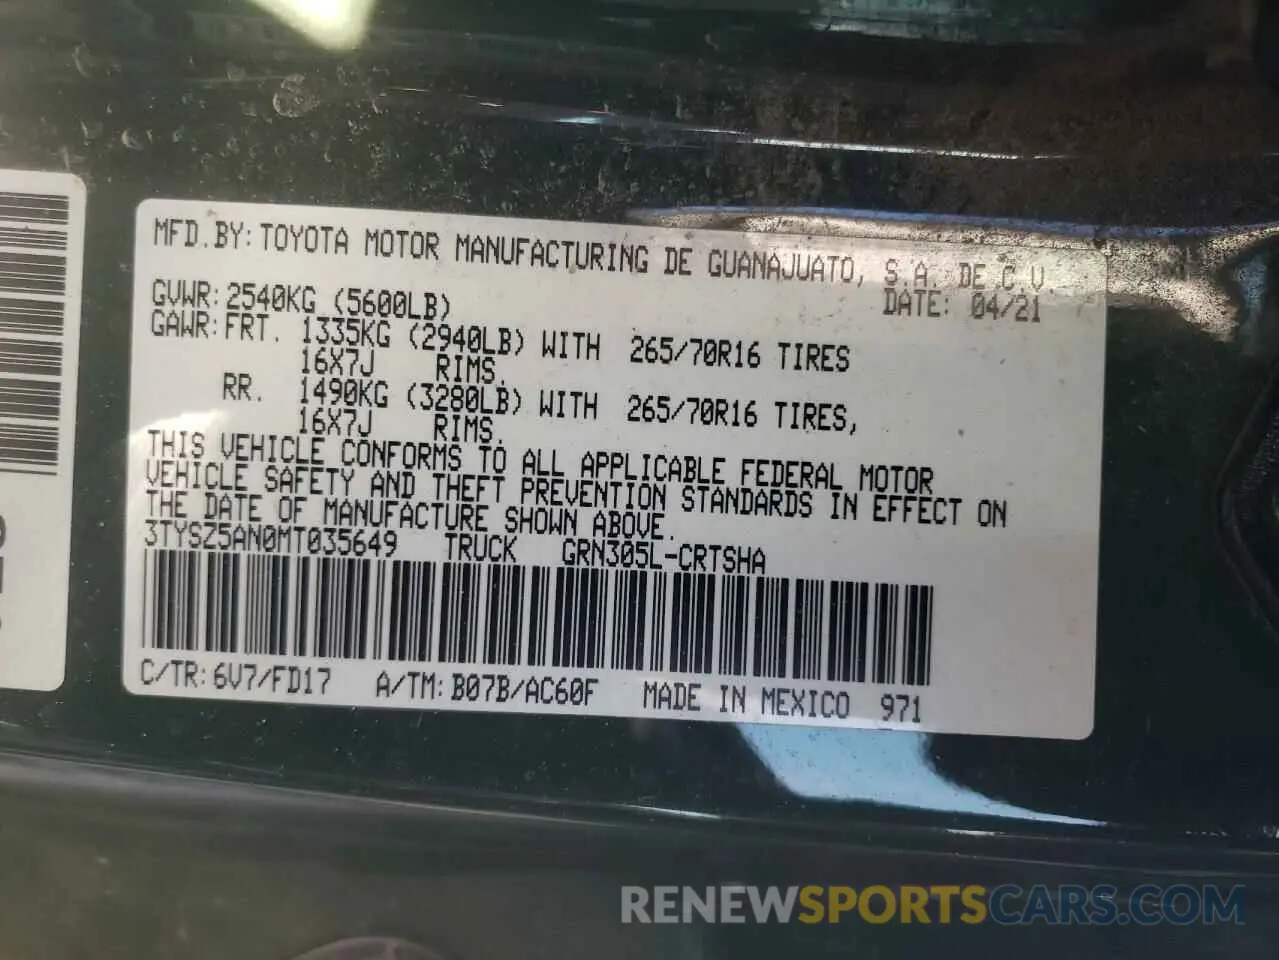 MFD.BY: TOYOTA MOTOR MANUFACTURING DE GUANAJUATO, S.A. DE C.V.
GVWR: 2540KG (5600LB) DATE: 04/21
GAWR: FRT. 1335KG (2940LB) WITH 265/70R16 TIRES
16X7J RIMS.
RR. 1490KG (3280LB) WITH 265/70R16 TIRES,
16X7J RIMS.
THIS VEHICLE CONFORMS TO ALL APPLICABLE FEDERAL MOTOR
VEHICLE SAFETY AND THEFT PREVENTION STANDARDS IN EFFECT ON
THE DATE OF MANUFACTURE SHOWN ABOVE.
3TYSZ5AN0MT035649 TRUCK GRN305L-CRTSHA
C/TR: 6V7/FD17 A/TM: B07B/AC60F MADE IN MEXICO 971
RENEWSPORTSCARS.COM